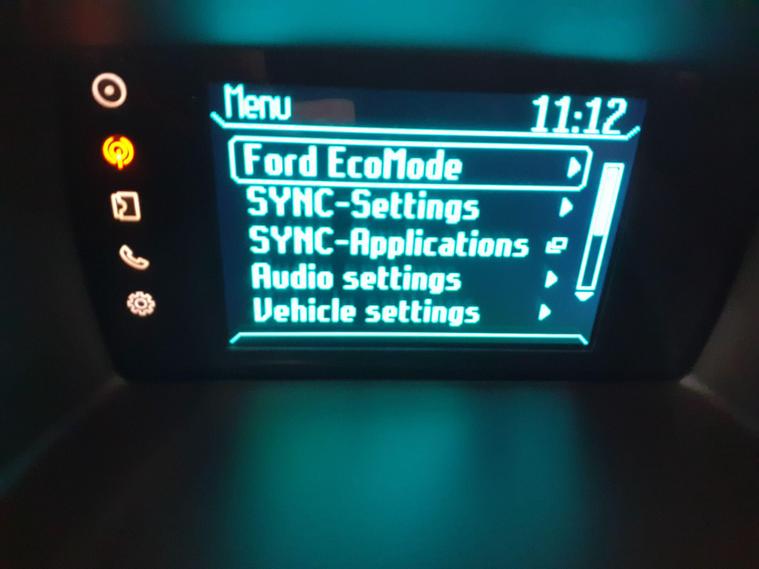 Menu
11:12
Ford EcoMode
SYNC-Settings
SYNC-Applications
Audio settings
Vehicle settings